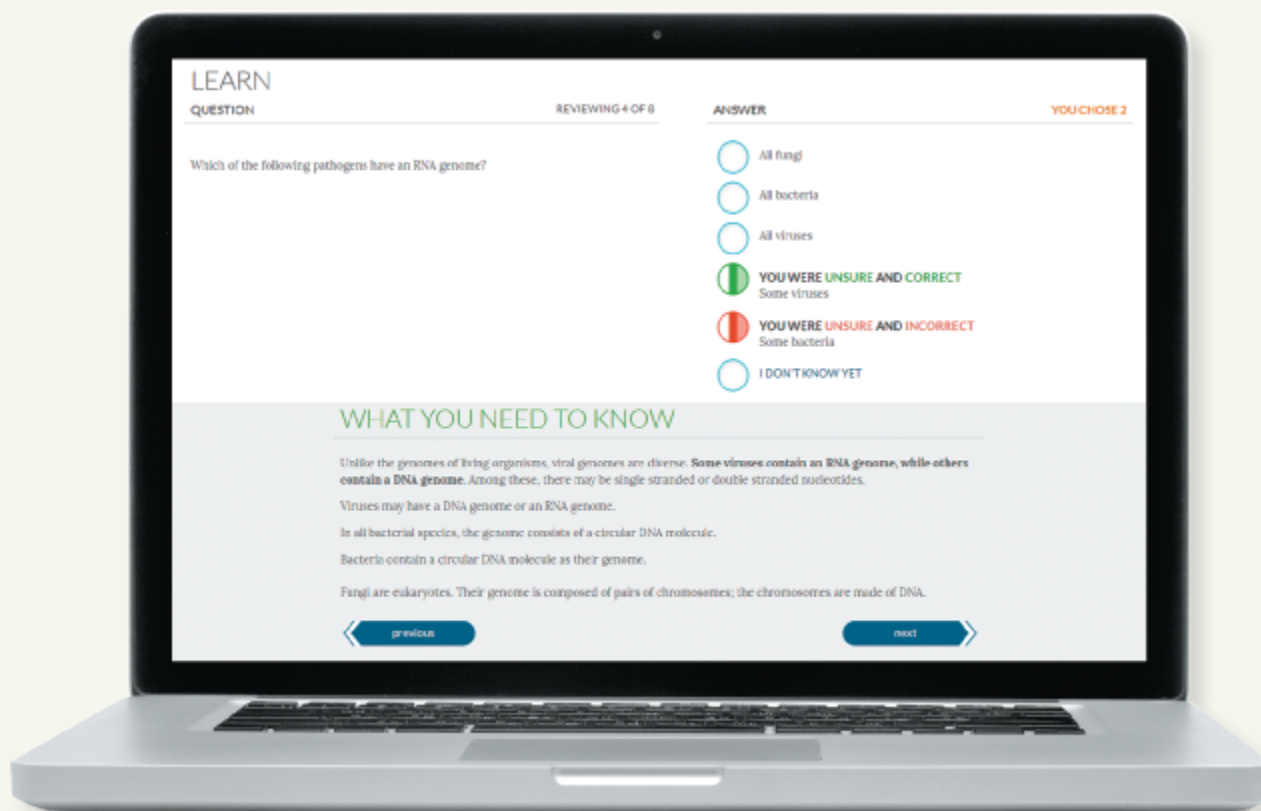 LEARN
QUESTION
REVIEWING 4 OF 8
Which of the following pathogens have an RNA genome?
ANSWER
YOU CHOSE 2
All fungi
All bacteria
All viruses
YOU WERE UNSURE AND CORRECT
Some viruses
YOU WERE UNSURE AND INCORRECT
Some bacteria
I DON'T KNOW YET
WHAT YOU NEED TO KNOW
Unlike the genomes of living organisms, viral genomes are diverse. Some viruses contain an RNA genome, while others
contain a DNA genome. Among these, there may be single stranded or double stranded nucleotides.
Viruses may have a DNA genome or an RNA genome.
In all bacterial species, the genome consists of a circular DNA molecule.
Bacteria contain a circular DNA molecule as their genome.
Fungi are eukaryotes. Their genome is composed of pairs of chromosomes; the chromosomes are made of DNA.
previous
next